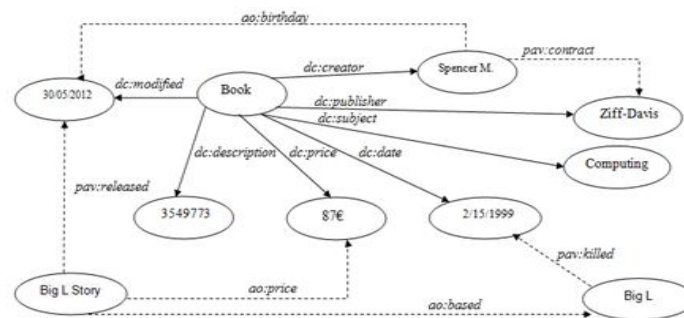 ao:birthday
dc:creator
Spencer M.
pav:contract
30/05/2012
dc:modified
Book
dc:publisher
Ziff-Davis
dc:subject
dc:description
dc:price
dc:date
Computing
pav:released
3549773
87€
2/15/1999
pav:killed
Big L Story
ao:price
Big L
ao:based